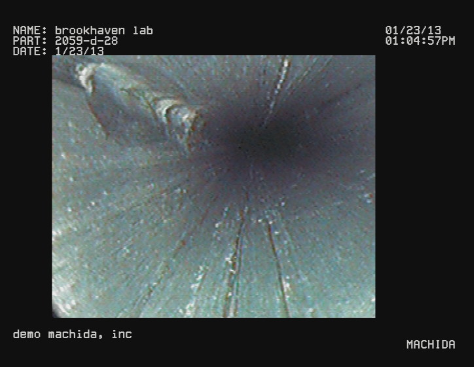 NAME: brookhaven lab
01/23/13
PART: 2059-d-28
01:04:57PM
DATE: 1/23/13
demo machida, inc
MACHIDA